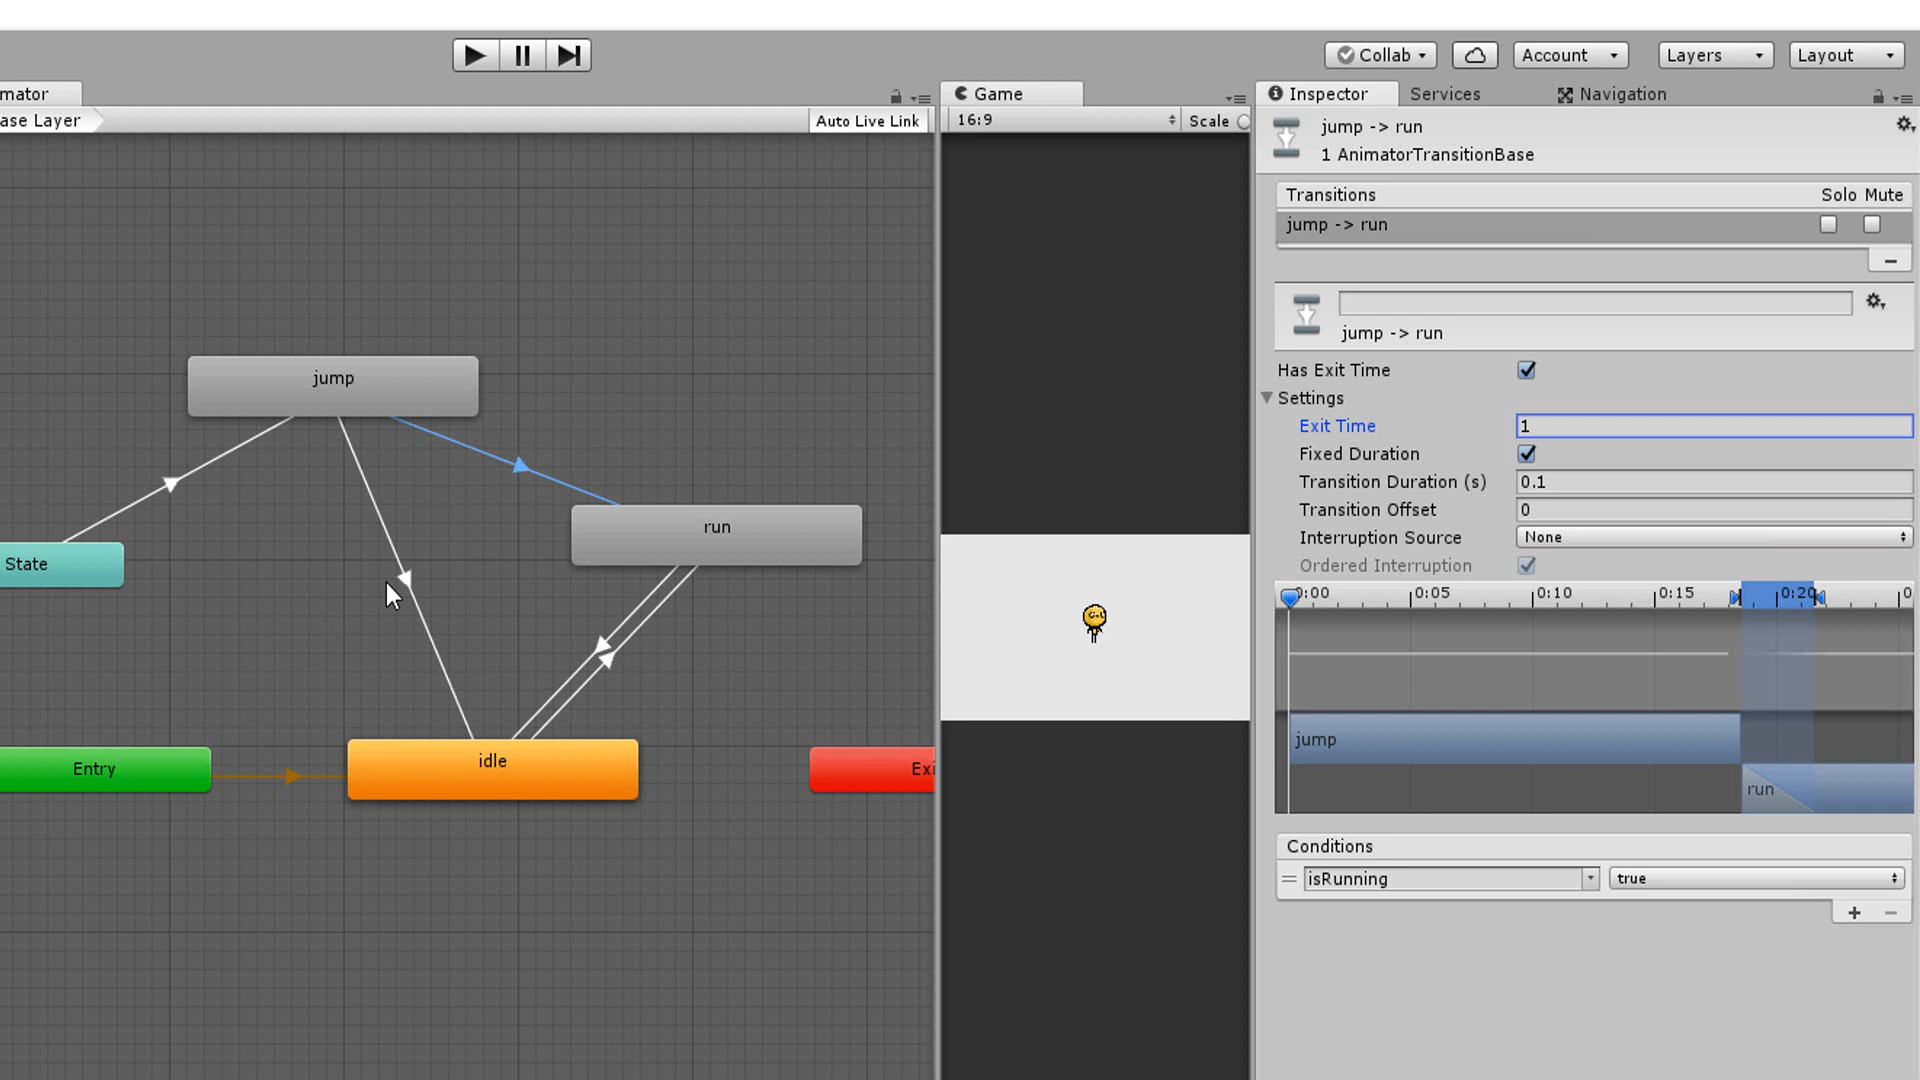 Collab
Account
Layers
Layout
mator
Game
Inspector
Services
Navigation
ase Layer
Auto Live Link
16:9
Scale
jump -> run
1 AnimatorTransitionBase
Transitions
Solo Mute
jump -> run
jump -> run
Has Exit Time
Settings
Exit Time
1
Fixed Duration
Transition Duration (s)
0.1
Transition Offset
0
Interruption Source
None
Ordered Interruption
0:00
0:05
0:10
0:15
0:20
0
jump
run
jump
run
State
Entry
idle
Exi
Conditions
isRunning
true